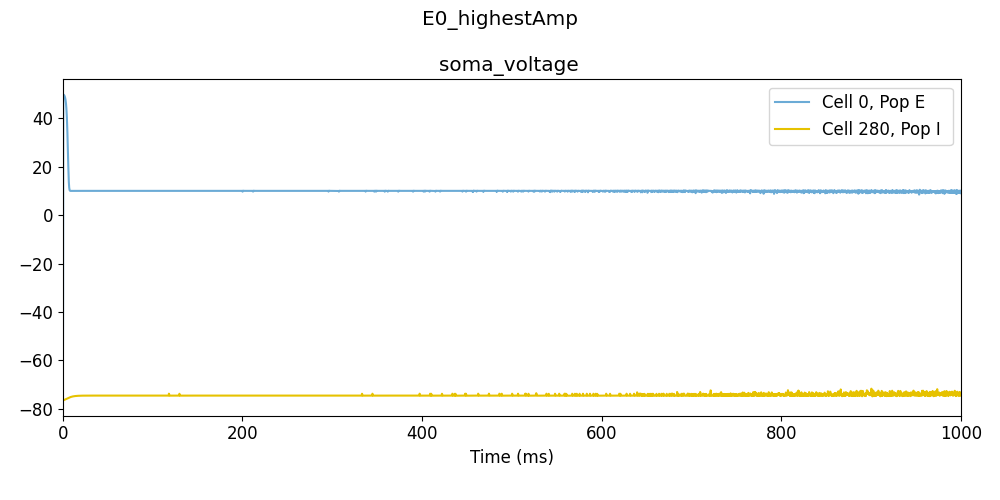 E0_highestAmp
soma_voltage
Cell 0, Pop E
Cell 280, Pop I
40
20
0
−20
−40
−60
−80
0 200 400 600 800 1000
Time (ms)